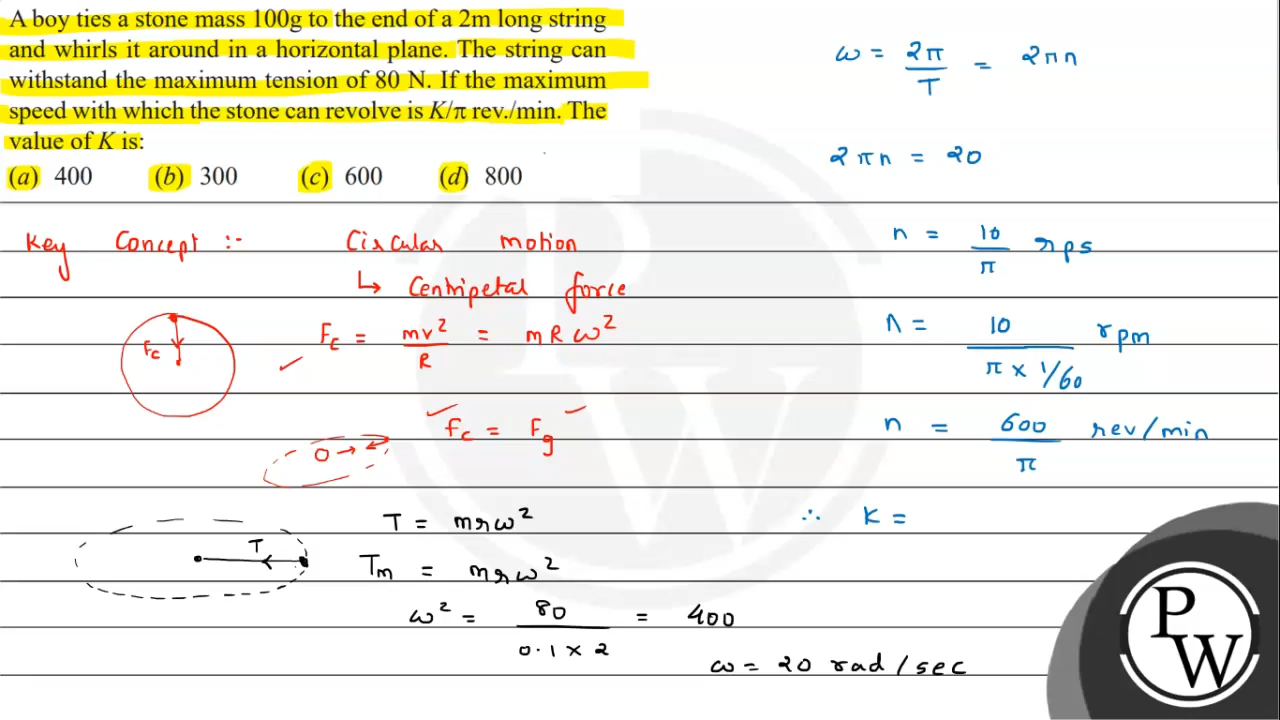 A boy ties a stone mass 100g to the end of a 2m long string
and whirls it around in a horizontal plane. The string can
withstand the maximum tension of 80 N. If the maximum
speed with which the stone can revolve is K/π rev./min. The
value of K is:
(a) 400 (b) 300 (c) 600 (d) 800
Key Concept :- Circular motion
↳ Centripetal force
Fc
Fc = mv²/R = mRω²
Fc = Fg
T
T = mrω²
Tm = mrω²
ω² = 80/0.1 × 2 = 400
ω = 20 rad/sec
ω = 2π/T = 2πn
2πn = 20
n = 10/π rps
n = 10/π × 1/60 rpm
n = 600/π rev/min
∴ K =
PW
PW